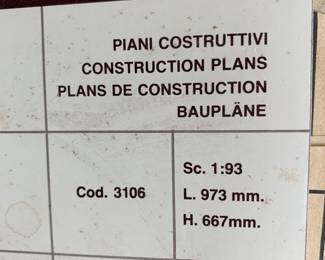 PIANI COSTRUTTIVI
CONSTRUCTION PLANS
PLANS DE CONSTRUCTION
BAUPLÄNE
Cod. 3106
Sc. 1:93
L. 973 mm.
H. 667mm.